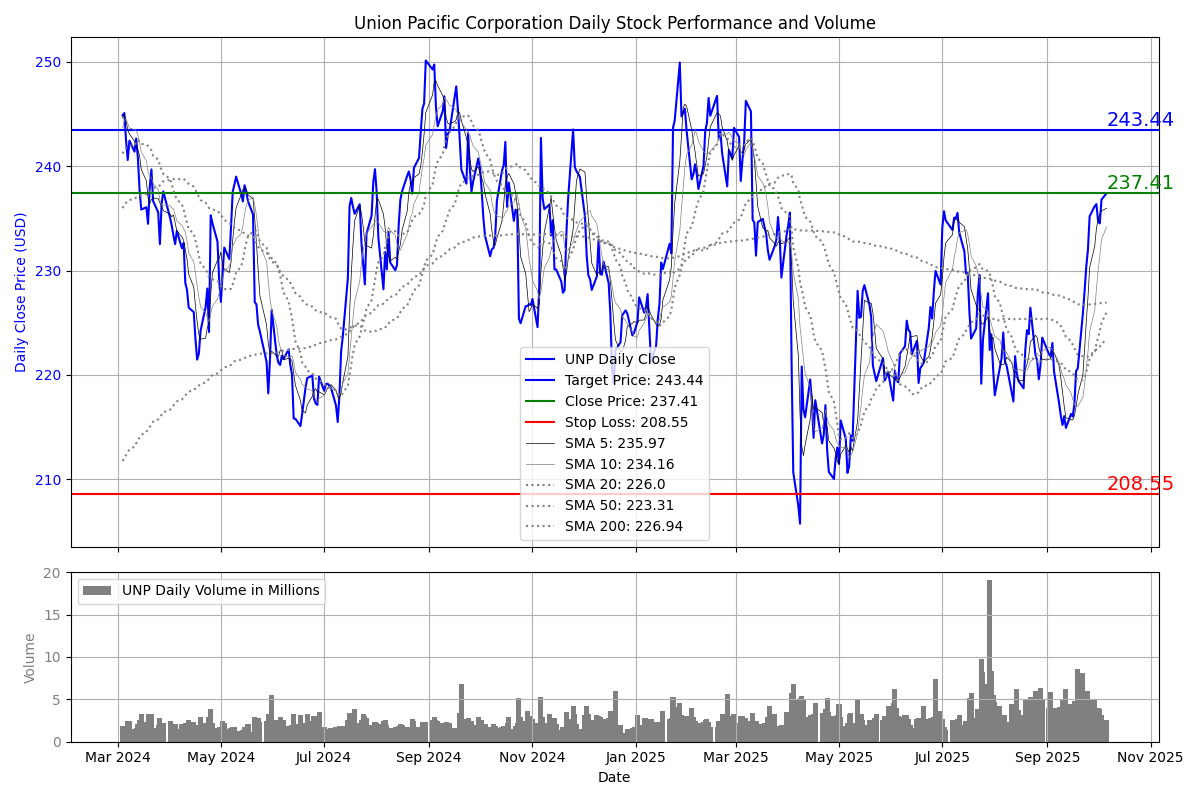 Union Pacific Corporation Daily Stock Performance and Volume
Daily Close Price (USD)
250
240
230
220
210
243.44
237.41
208.55
UNP Daily Close
Target Price: 243.44
Close Price: 237.41
Stop Loss: 208.55
SMA 5: 235.97
SMA 10: 234.16
SMA 20: 226.0
SMA 50: 223.31
SMA 200: 226.94
UNP Daily Volume in Millions
Volume
20
15
10
5
0
Mar 2024 May 2024 Jul 2024 Sep 2024 Nov 2024 Jan 2025 Mar 2025 May 2025 Jul 2025 Sep 2025 Nov 2025
Date